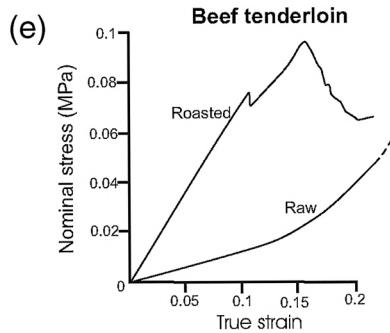 (e)
Beef tenderloin
Nominal stress (MPa)
0.1
0.08
0.06
0.04
0.02
0
Roasted
Raw
0.05
0.1
0.15
0.2
True strain